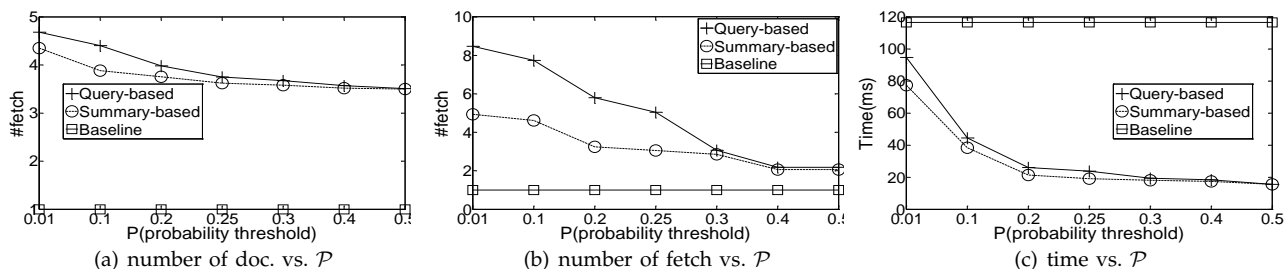 5
4
3
2
1
#fetch
Query-based
Summary-based
Baseline
0.01 0.1 0.2 0.25 0.3 0.4 0.5
P(probability threshold)
(a) number of doc. vs. P
10
8
6
4
2
0
#fetch
Query-based
Summary-based
Baseline
0.01 0.1 0.2 0.25 0.3 0.4 0.5
P(probability threshold)
(b) number of fetch vs. P
120
100
80
60
40
20
0
Time(ms)
Query-based
Summary-based
Baseline
0.01 0.1 0.2 0.25 0.3 0.4 0.5
P(probability threshold)
(c) time vs. P